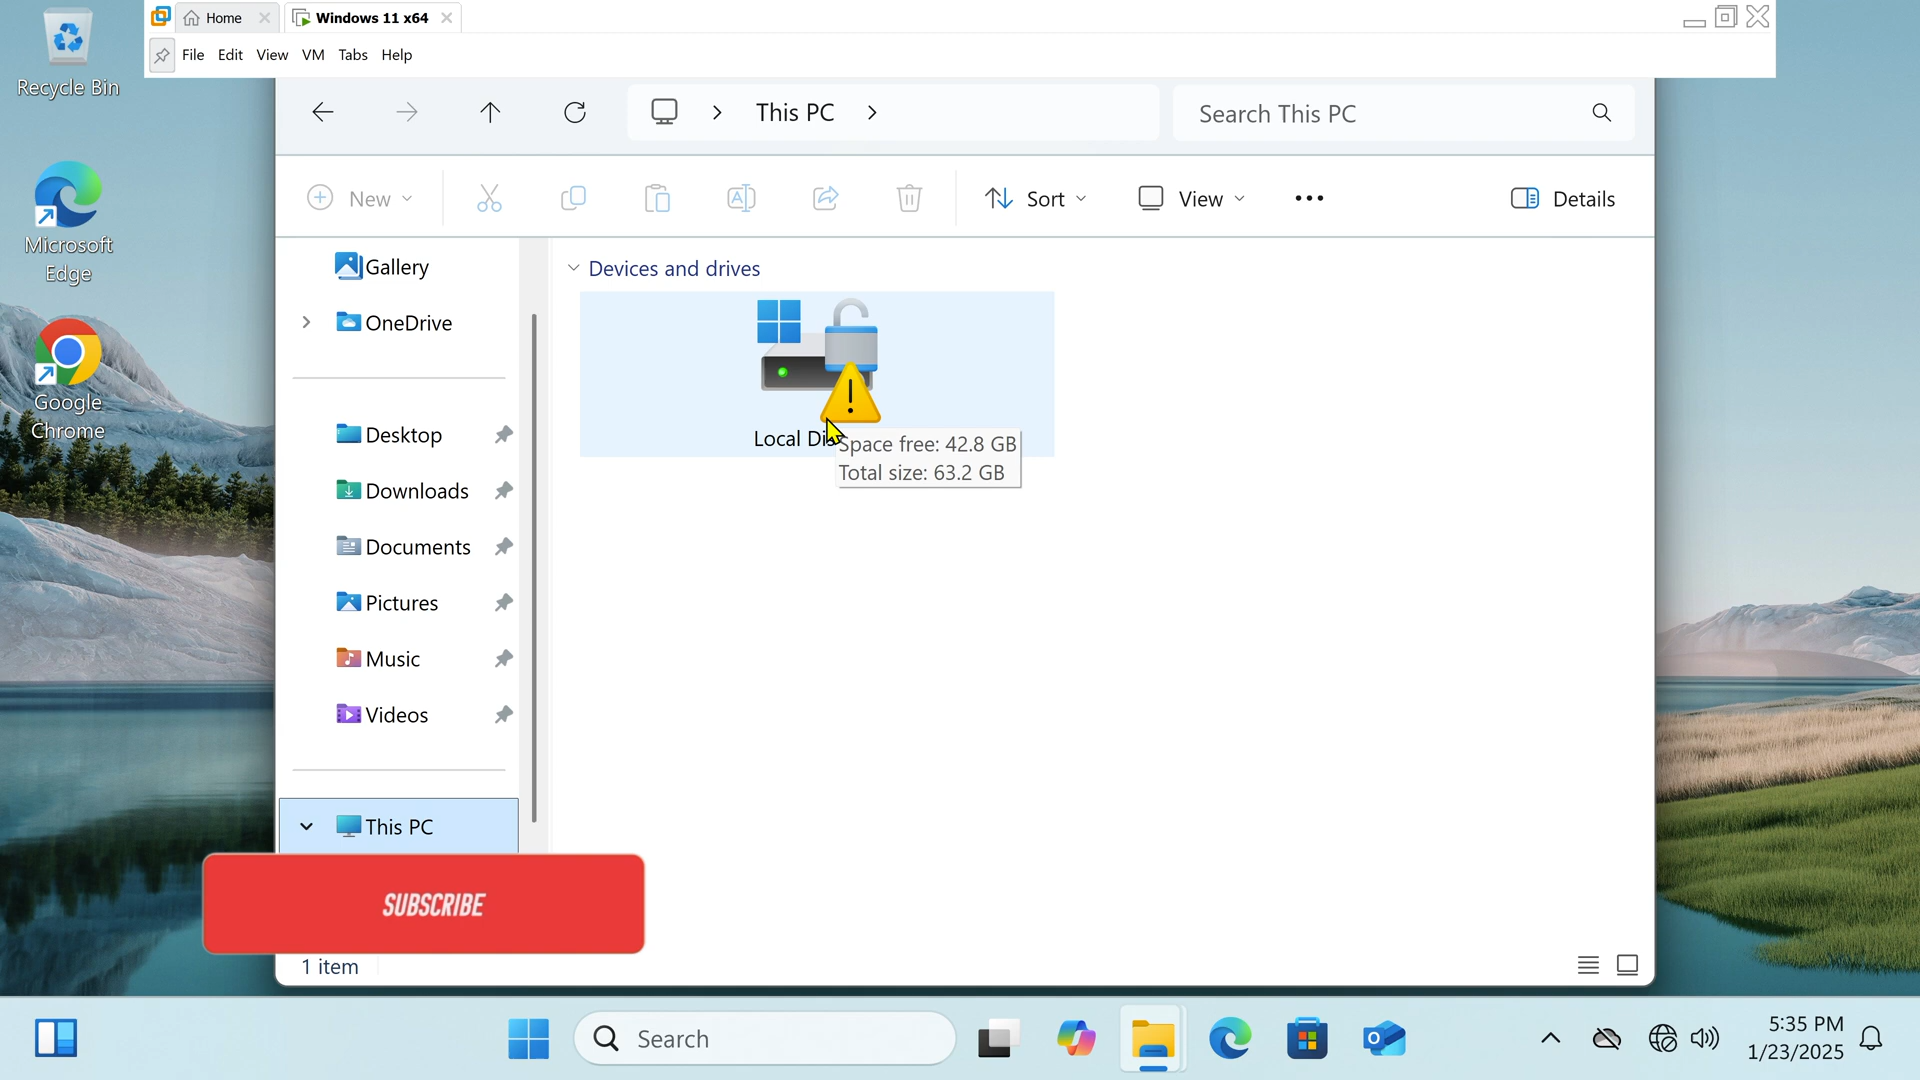 Home
Windows 11 x64
File Edit View VM Tabs Help
Recycle Bin
This PC
Search This PC
New
Sort
View
Details
Microsoft
Edge
Gallery
Devices and drives
OneDrive
Google
Chrome
Desktop
Local Dis
Space free: 42.8 GB
Total size: 63.2 GB
Downloads
Documents
Pictures
Music
Videos
This PC
SUBSCRIBE
1 item
Search
5:35 PM
1/23/2025